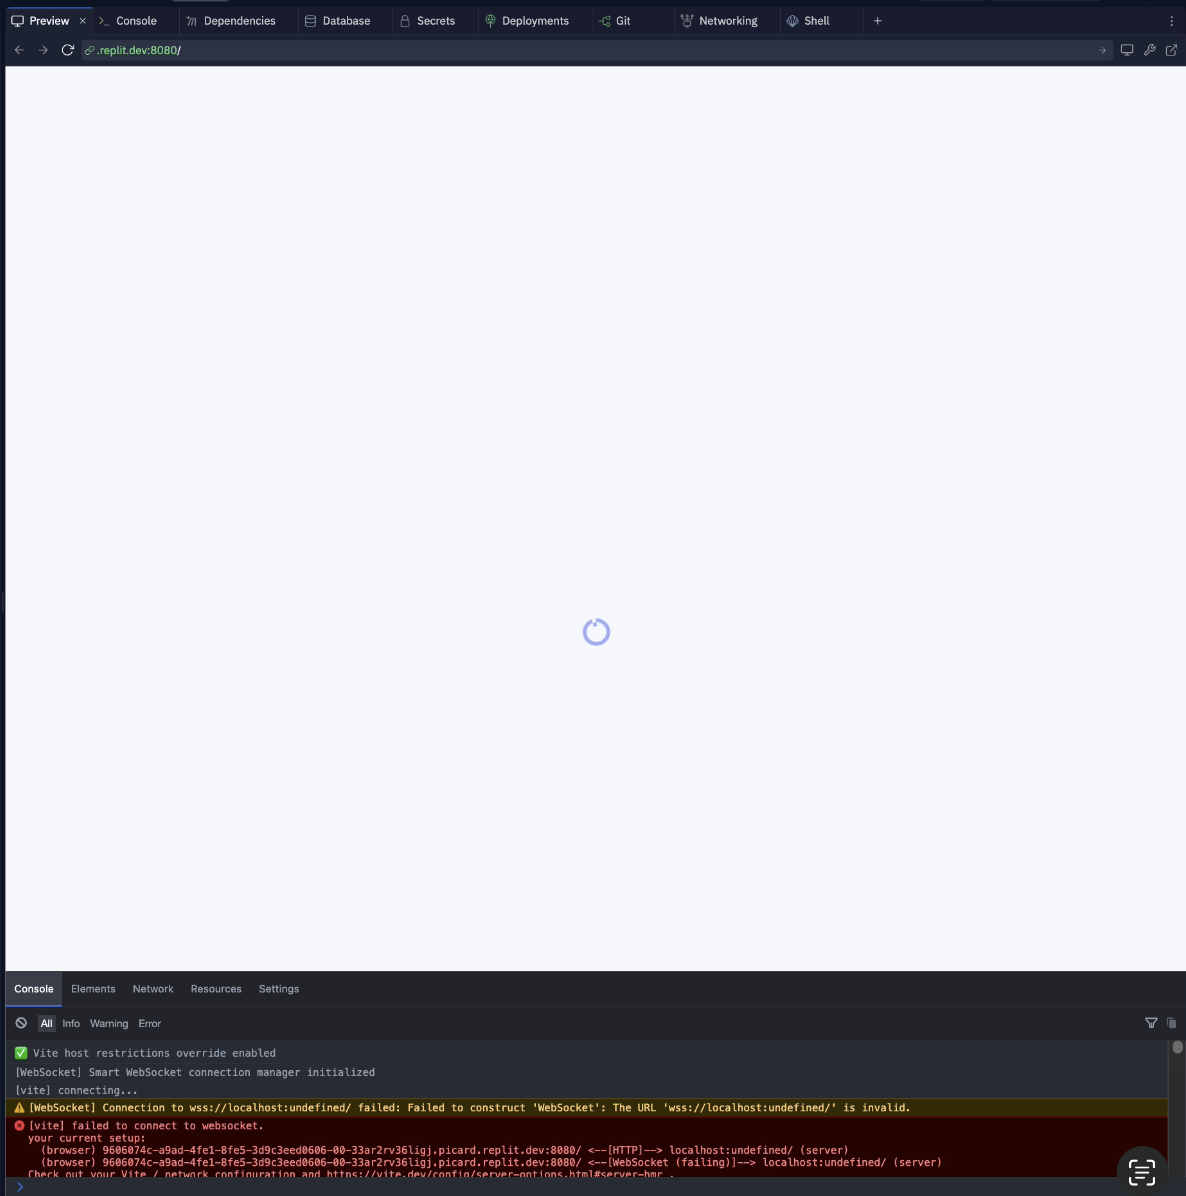 Preview × >_ Console Dependencies Database Secrets Deployments Git Networking Shell +
.replit.dev:8080/
Console Elements Network Resources Settings
All Info Warning Error
✅ Vite host restrictions override enabled
[WebSocket] Smart WebSocket connection manager initialized
[vite] connecting...
[WebSocket] Connection to wss://localhost:undefined/ failed: Failed to construct 'WebSocket': The URL 'wss://localhost:undefined/' is invalid.
[vite] failed to connect to websocket.
your current setup:
(browser) 9606074c-a9ad-4fe1-8fe5-3d9c3eed0606-00-33ar2rv36ligj.picard.replit.dev:8080/ <--[HTTP]--> localhost:undefined/ (server)
(browser) 9606074c-a9ad-4fe1-8fe5-3d9c3eed0606-00-33ar2rv36ligj.picard.replit.dev:8080/ <--[WebSocket (failing)]--> localhost:undefined/ (server)
Check out your Vite / network configuration and https://vite.dev/config/server-options.html#server-hmr .
>